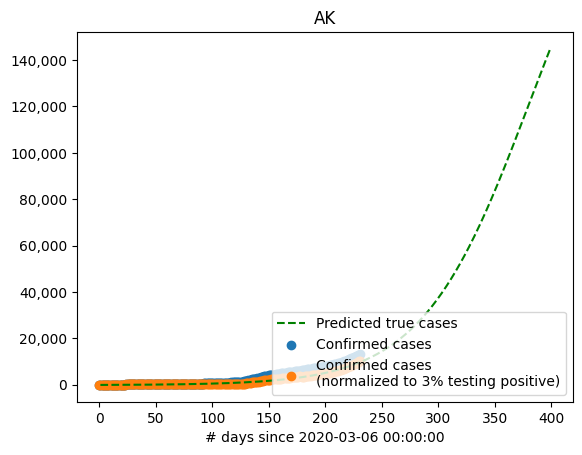 AK
140,000
120,000
100,000
80,000
60,000
40,000
20,000
0
Predicted true cases
Confirmed cases
Confirmed cases
(normalized to 3% testing positive)
0 50 100 150 200 250 300 350 400
# days since 2020-03-06 00:00:00